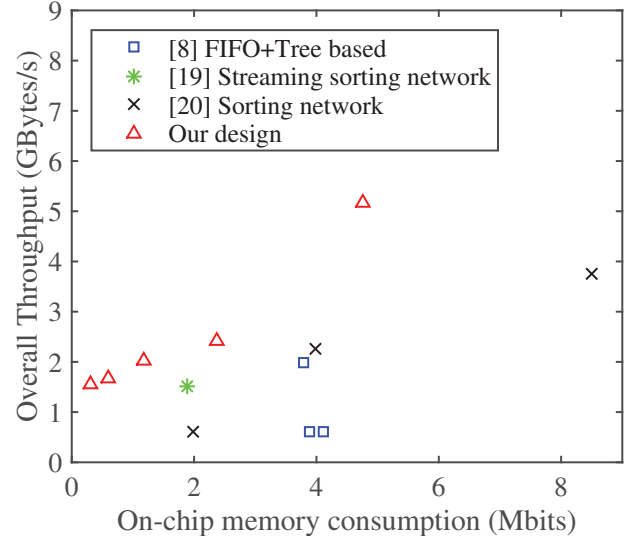 9
8
7
6
5
4
3
2
1
0
Overall Throughput (GBytes/s)
[8] FIFO+Tree based
[19] Streaming sorting network
[20] Sorting network
Our design
0 2 4 6 8
On-chip memory consumption (Mbits)